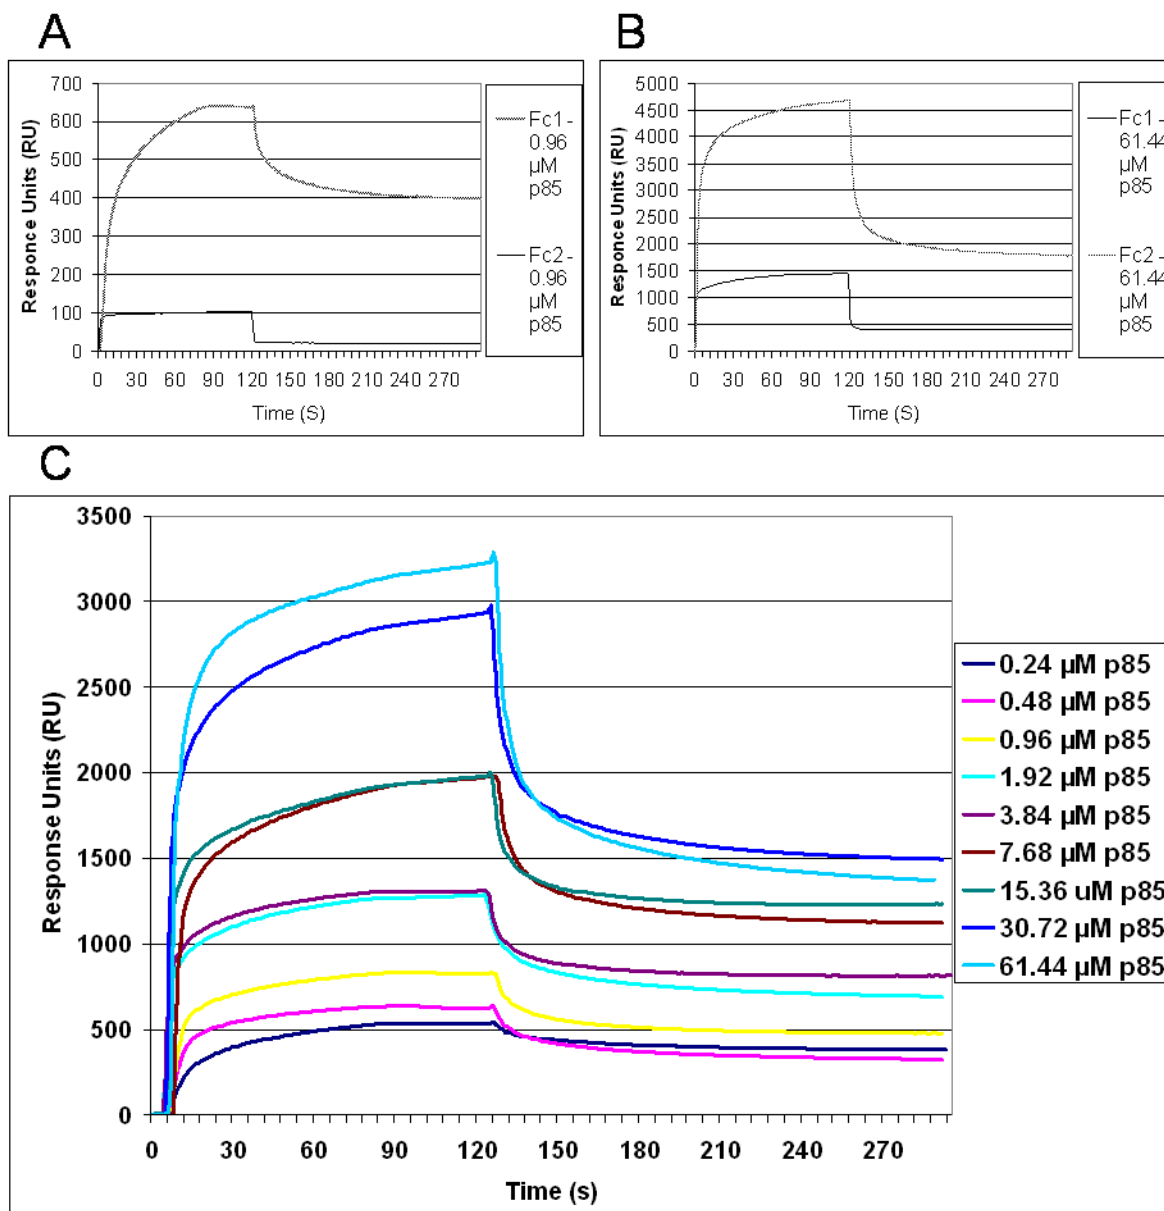 A
B
700
600
500
400
300
200
100
0
Responce Units (RU)
0 30 60 90 120 150 180 210 240 270
Time (S)
Fc1 -
0.96
µM
p85
Fc2 -
0.96
µM
p85
5000
4500
4000
3500
3000
2500
2000
1500
1000
500
0
Responce Units (RU)
0 30 60 90 120 150 180 210 240 270
Time (S)
Fc1 -
61.44
µM
p85
Fc2 -
61.44
µM
p85
C
3500
3000
2500
2000
1500
1000
500
0
Response Units (RU)
0 30 60 90 120 150 180 210 240 270
Time (s)
0.24 µM p85
0.48 µM p85
0.96 µM p85
1.92 µM p85
3.84 µM p85
7.68 µM p85
15.36 uM p85
30.72 µM p85
61.44 µM p85